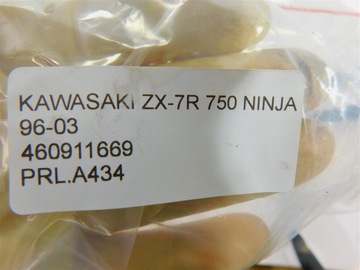 KAWASAKI ZX-7R 750 NINJA
96-03
460911669
PRL.A434